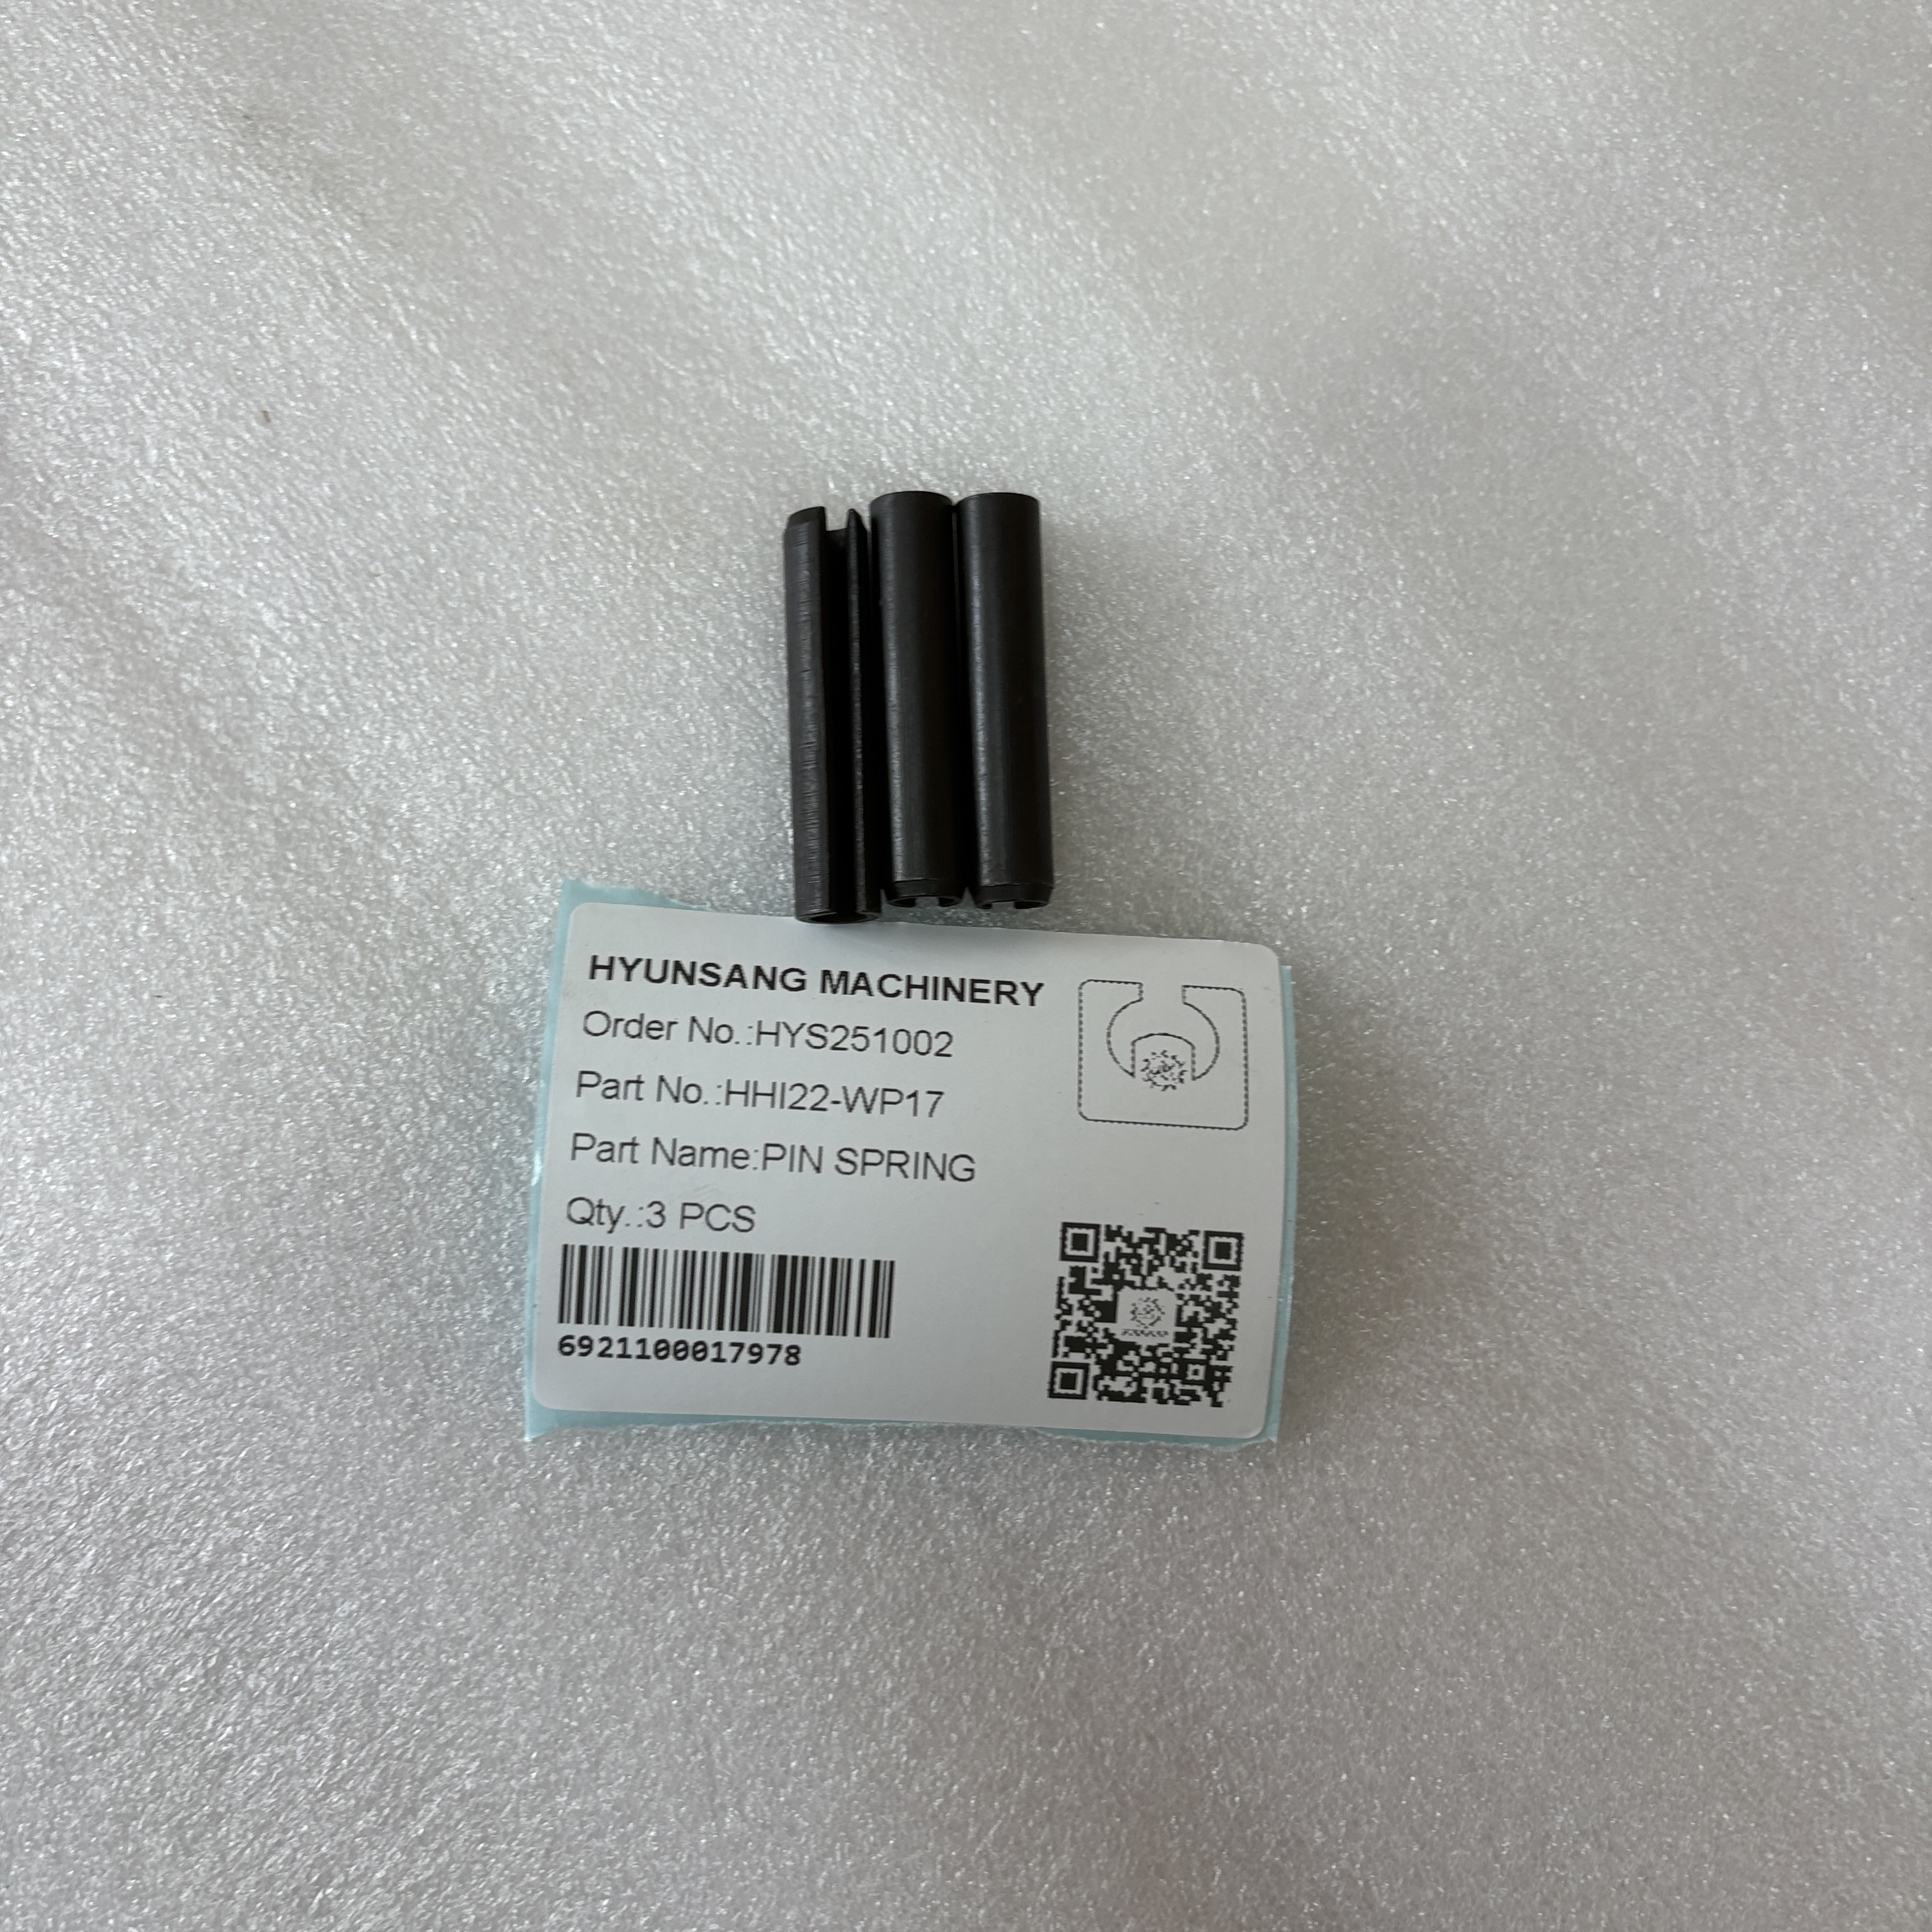 HYUNSANG MACHINERY
Order No.:HYS251002
Part No.:HHI22-WP17
Part Name:PIN SPRING
Qty.:3 PCS
6921100017978